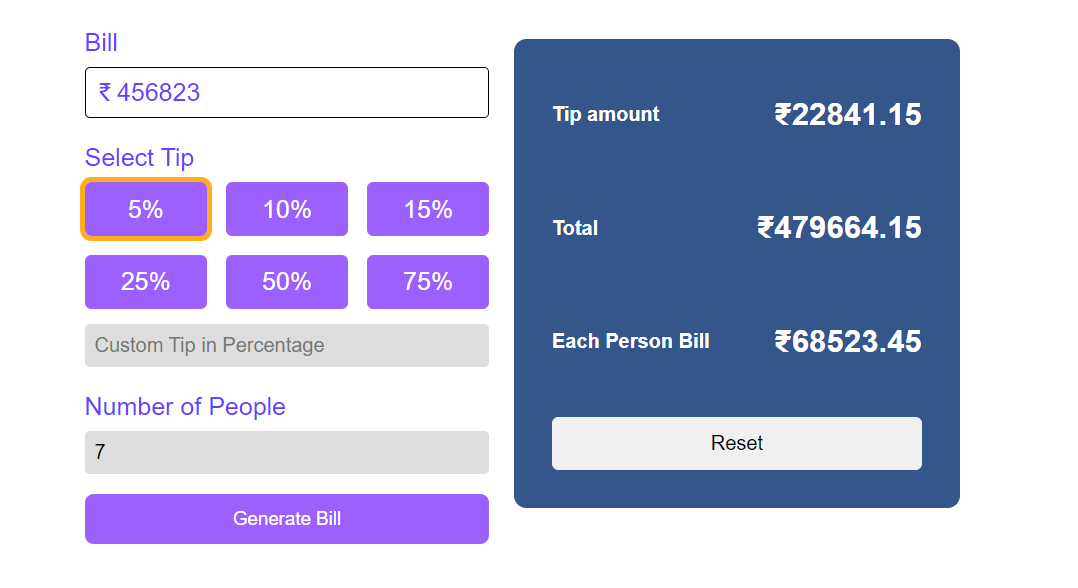 Bill
₹ 456823
Select Tip
5% 10% 15%
25% 50% 75%
Custom Tip in Percentage
Number of People
7
Generate Bill
Tip amount ₹22841.15
Total ₹479664.15
Each Person Bill ₹68523.45
Reset